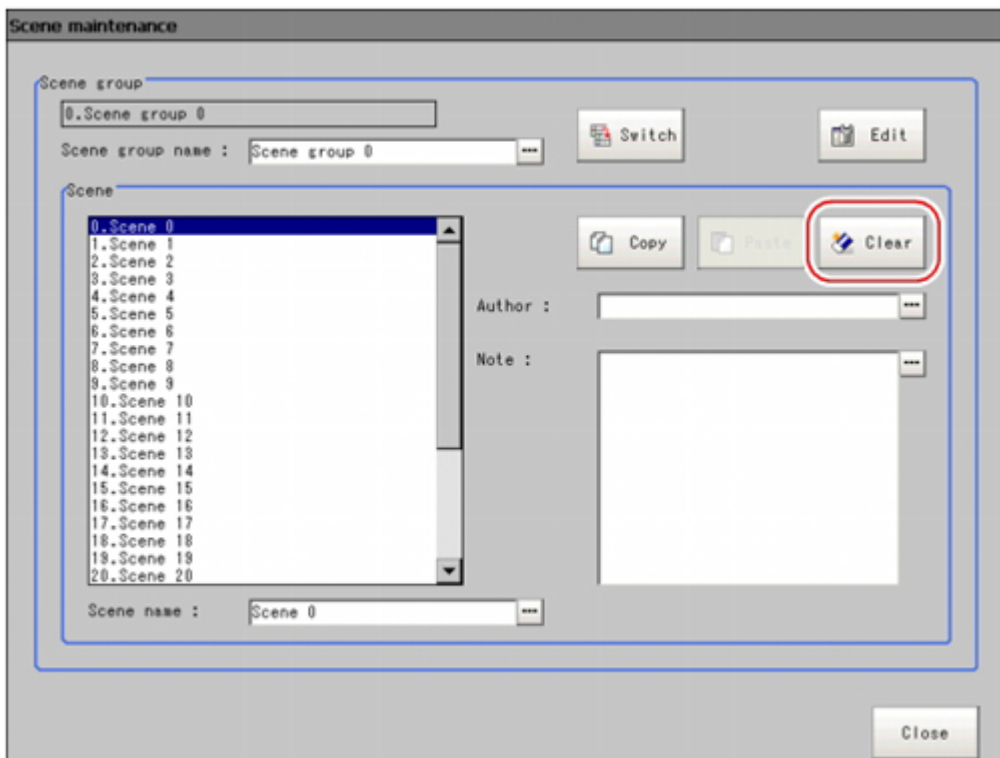 Scene maintenance
Scene group
0.Scene group 0
Switch
Edit
Scene group name : Scene group 0 ...
Scene
0.Scene 0
1.Scene 1
2.Scene 2
3.Scene 3
4.Scene 4
5.Scene 5
6.Scene 6
7.Scene 7
8.Scene 8
9.Scene 9
10.Scene 10
11.Scene 11
12.Scene 12
13.Scene 13
14.Scene 14
15.Scene 15
16.Scene 16
17.Scene 17
18.Scene 18
19.Scene 19
20.Scene 20
Copy
Paste
Clear
Author : ...
Note : ...
Scene name : Scene 0 ...
Close